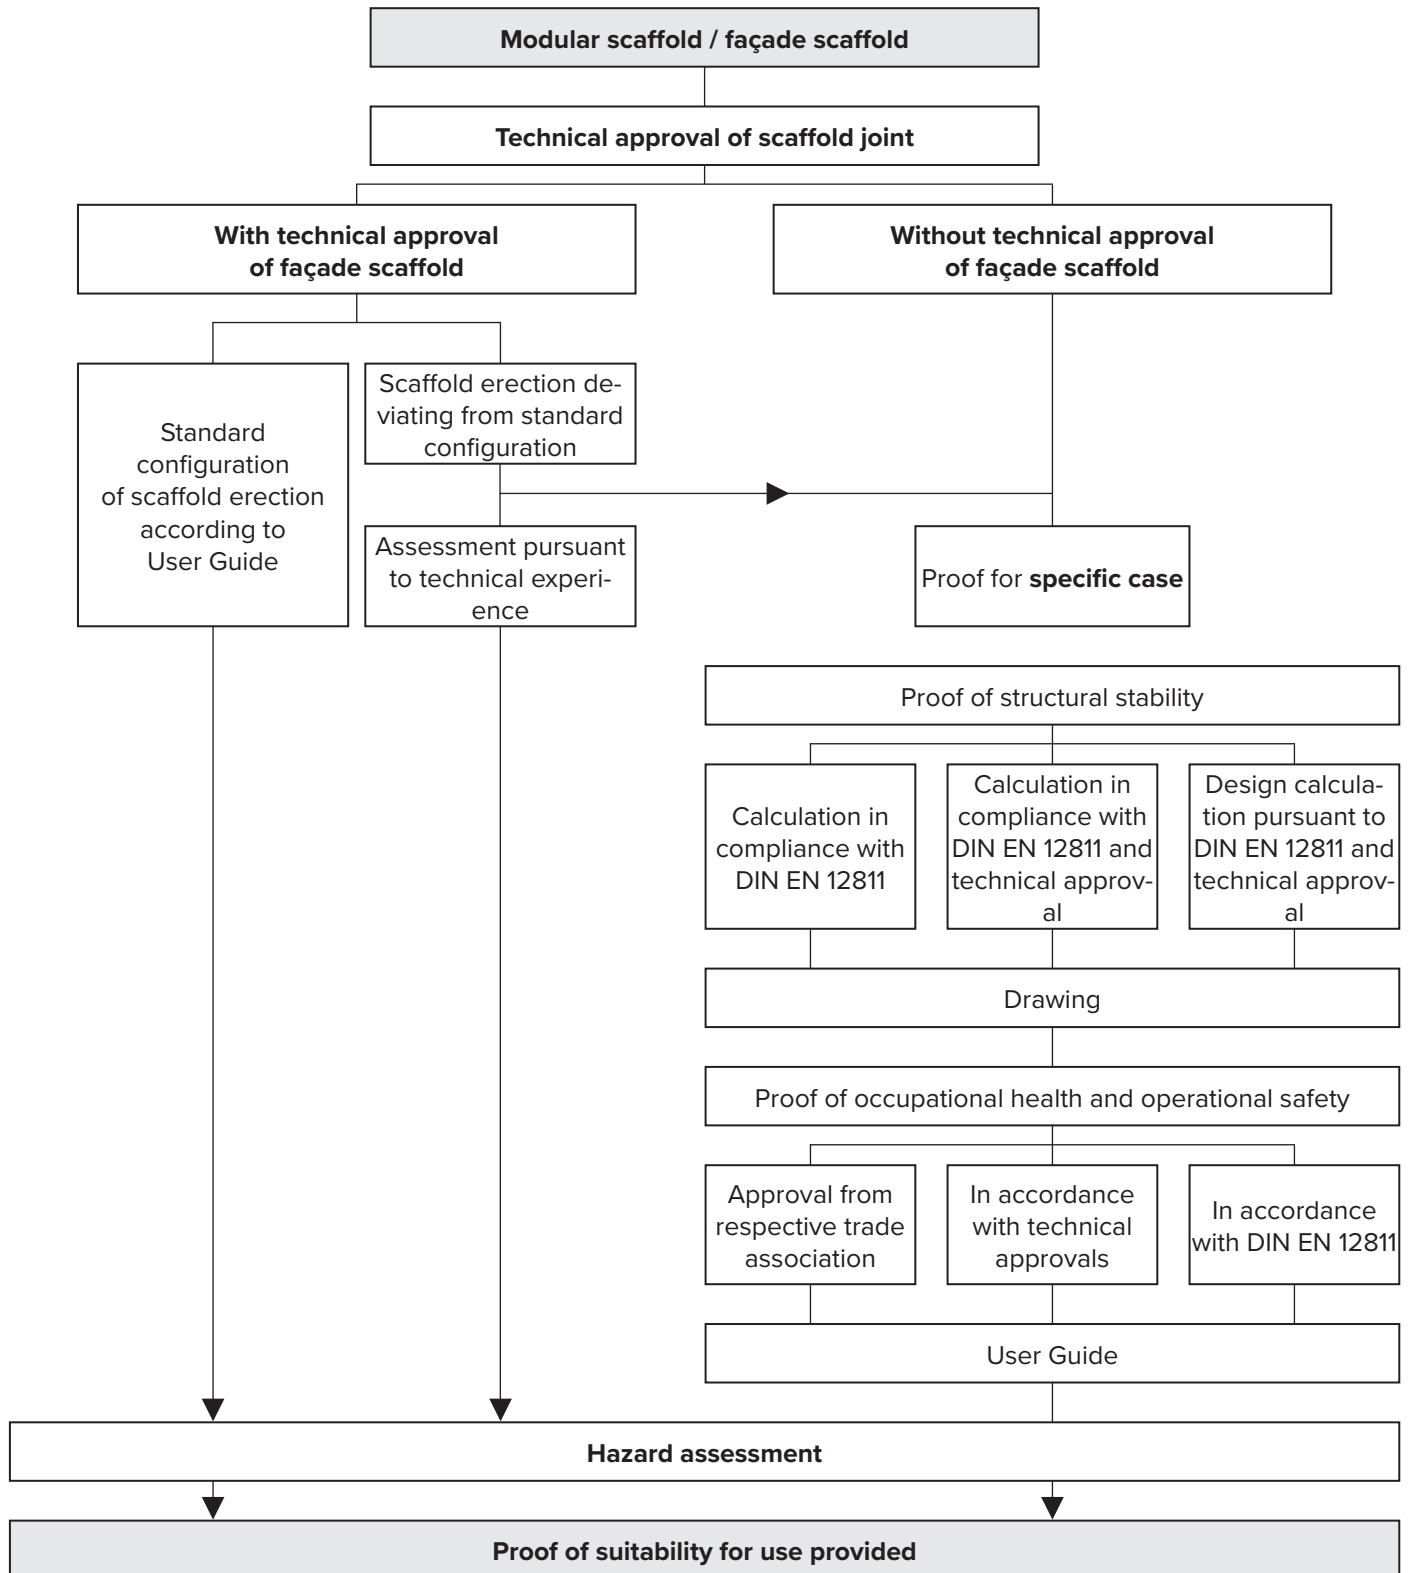 Modular scaffold / façade scaffold
Technical approval of scaffold joint
With technical approval
of façade scaffold
Without technical approval
of façade scaffold
Standard
configuration
of scaffold erection
according to
User Guide
Scaffold erection de-
viating from standard
configuration
Assessment pursuant
to technical experi-
ence
Proof for specific case
Proof of structural stability
Calculation in
compliance with
DIN EN 12811
Calculation in
compliance with
DIN EN 12811 and
technical approv-
al
Design calcula-
tion pursuant to
DIN EN 12811 and
technical approv-
al
Drawing
Proof of occupational health and operational safety
Approval from
respective trade
association
In accordance
with technical
approvals
In accordance
with DIN EN 12811
User Guide
Hazard assessment
Proof of suitability for use provided